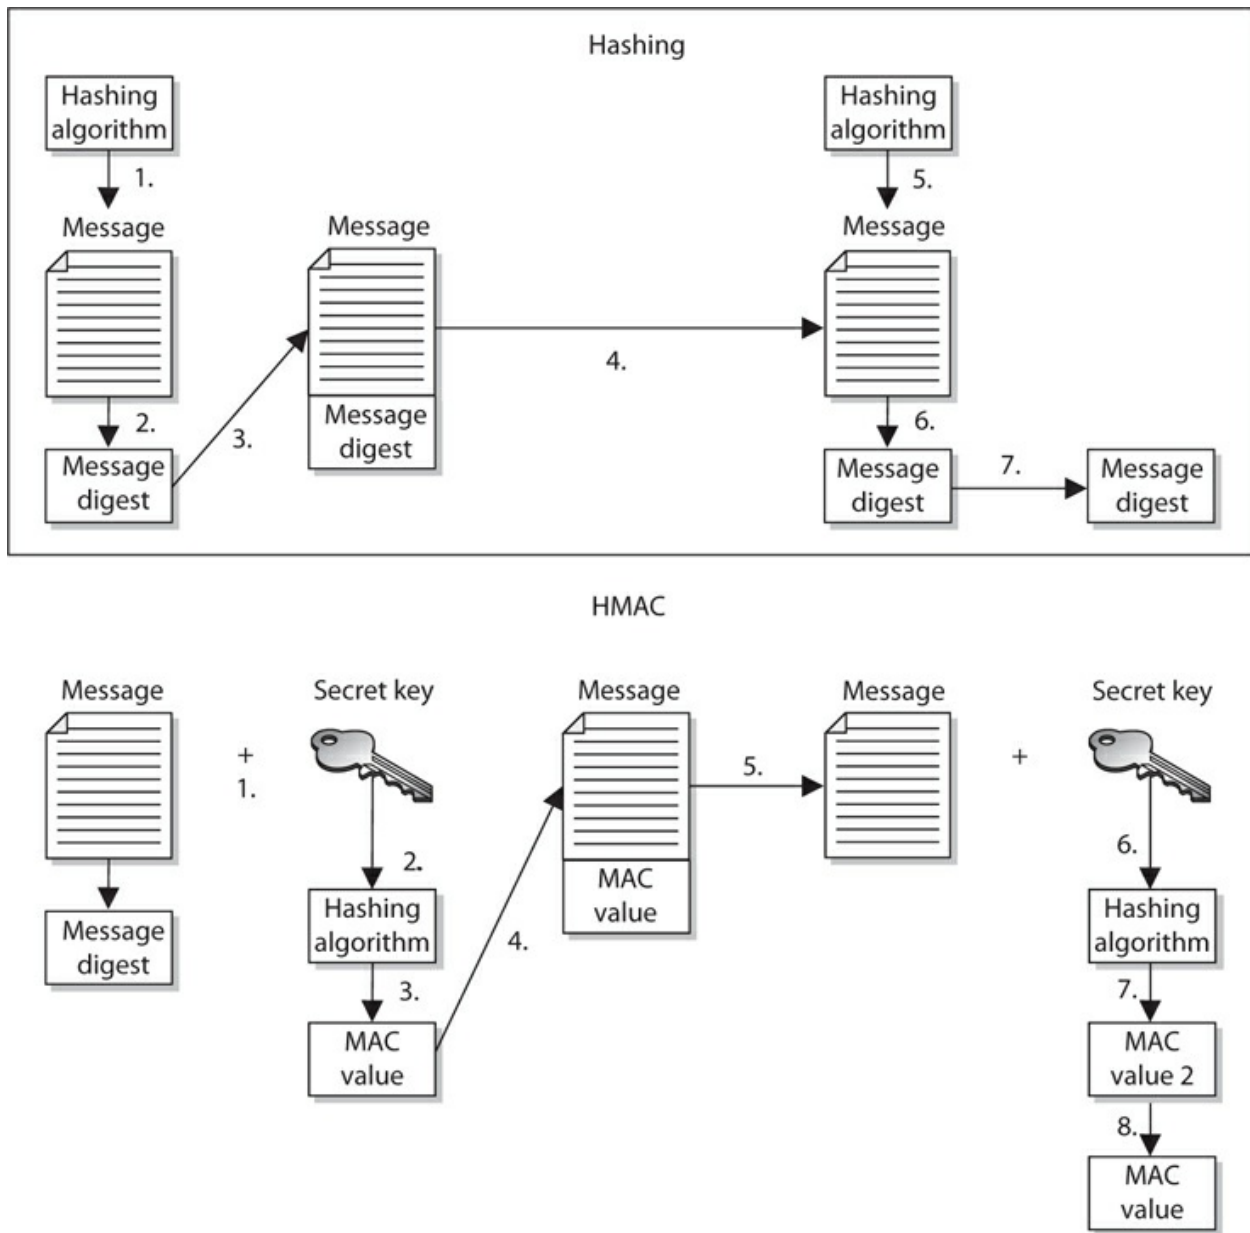 Hashing
Hashing
algorithm
1.
Message
2.
Message
digest
3.
Message
Message
digest
4.
Hashing
algorithm
5.
Message
6.
Message
digest
7.
Message
digest
HMAC
Message
Message
digest
+
1.
Secret key
2.
Hashing
algorithm
3.
MAC
value
4.
Message
MAC
value
5.
Message
+
Secret key
6.
Hashing
algorithm
7.
MAC
value 2
8.
MAC
value